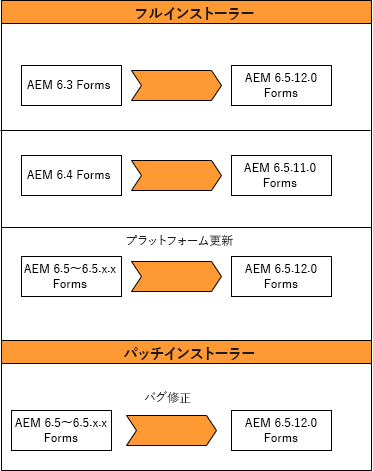 フルインストーラー
AEM 6.3 Forms
AEM 6.5.12.0
Forms
AEM 6.4 Forms
AEM 6.5.11.0
Forms
プラットフォーム更新
AEM 6.5～6.5.x.x
Forms
AEM 6.5.12.0
Forms
パッチインストーラー
バグ修正
AEM 6.5～6.5.x.x
Forms
AEM 6.5.12.0
Forms